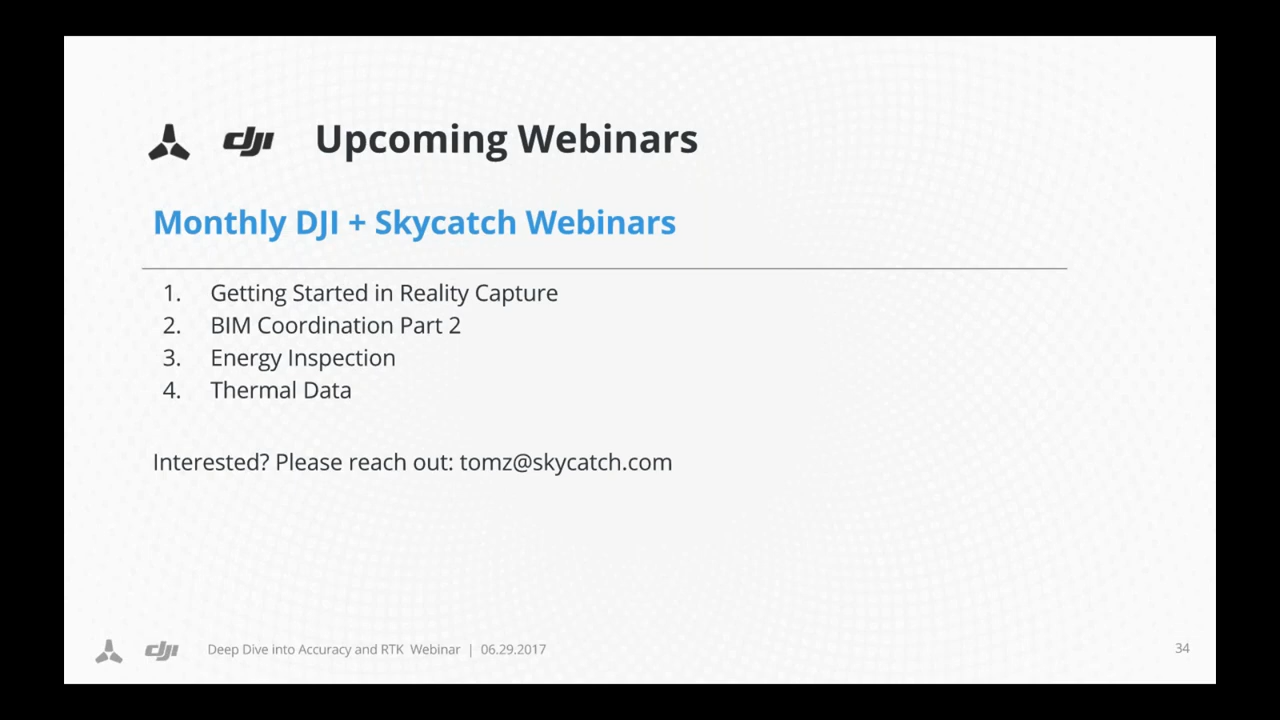 dji Upcoming Webinars
Monthly DJI + Skycatch Webinars
1. Getting Started in Reality Capture
2. BIM Coordination Part 2
3. Energy Inspection
4. Thermal Data
Interested? Please reach out: tomz@skycatch.com
dji Deep Dive into Accuracy and RTK Webinar | 06.29.2017
34